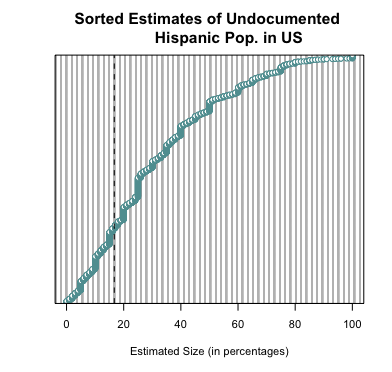 Sorted Estimates of Undocumented
Hispanic Pop. in US
0 20 40 60 80 100
Estimated Size (in percentages)